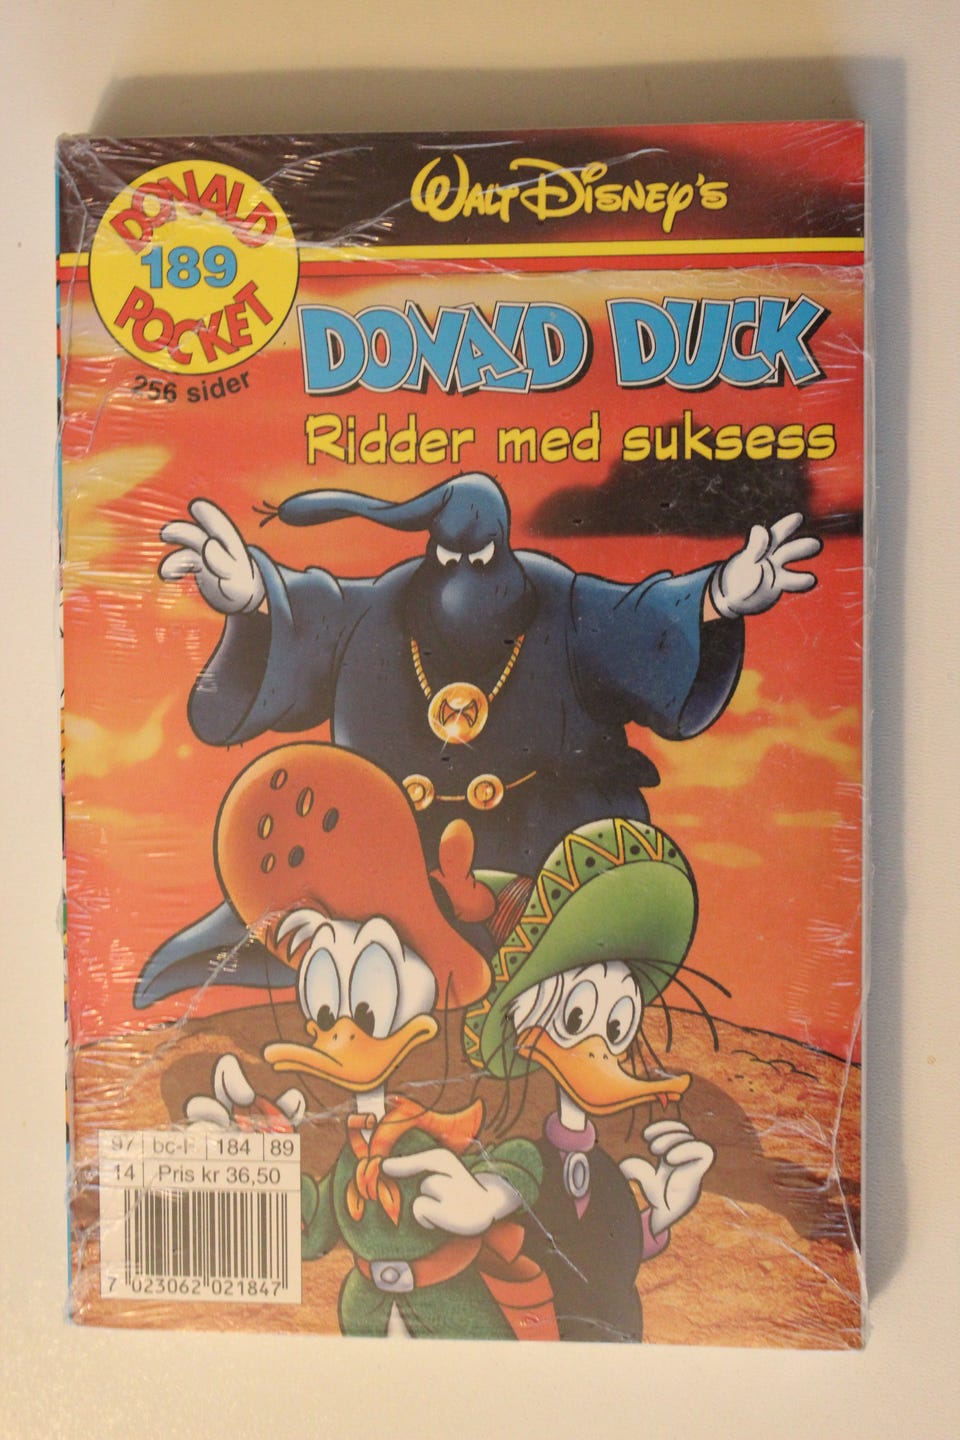 WALT DISNEY'S
DONALD
189
POCKET
256 sider
DONALD DUCK
Ridder med suksess
97 bc-F 184 89
14 Pris kr 36,50
7 023062 021847